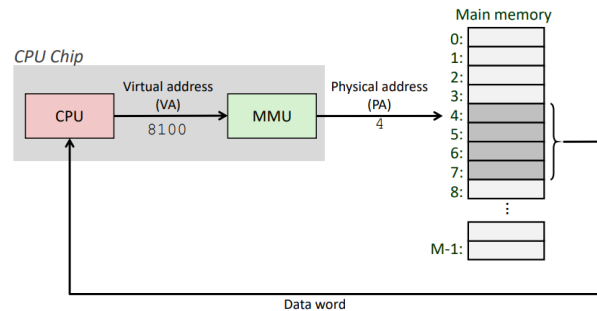 Main memory
CPU Chip
Virtual address
(VA)
8100
Physical address
(PA)
4
CPU
MMU
0:
1:
2:
3:
4:
5:
6:
7:
8:
⋮
M-1:
Data word